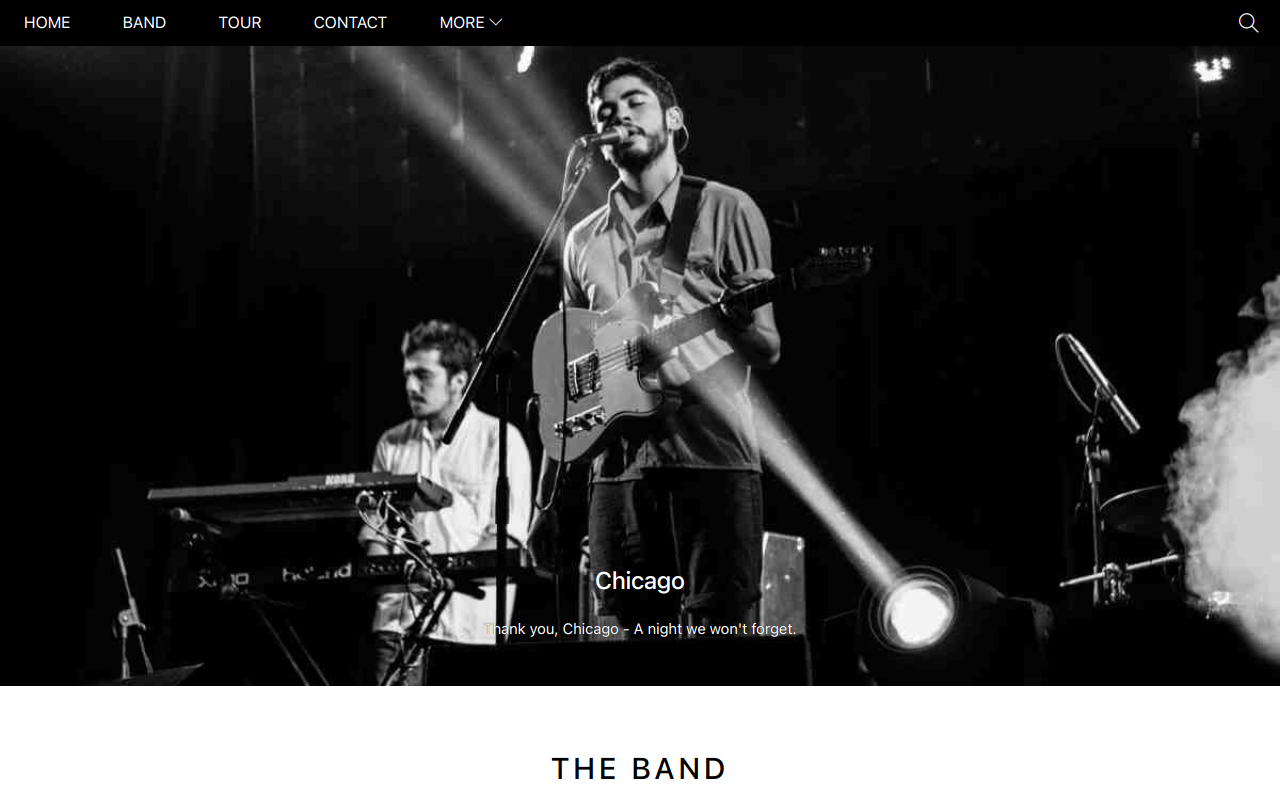 HOME BAND TOUR CONTACT MORE
KORG
Chicago
Thank you, Chicago - A night we won't forget.
THE BAND